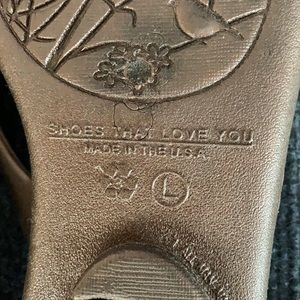 SHOES THAT LOVE YOU
MADE IN THE U.S.A.
L